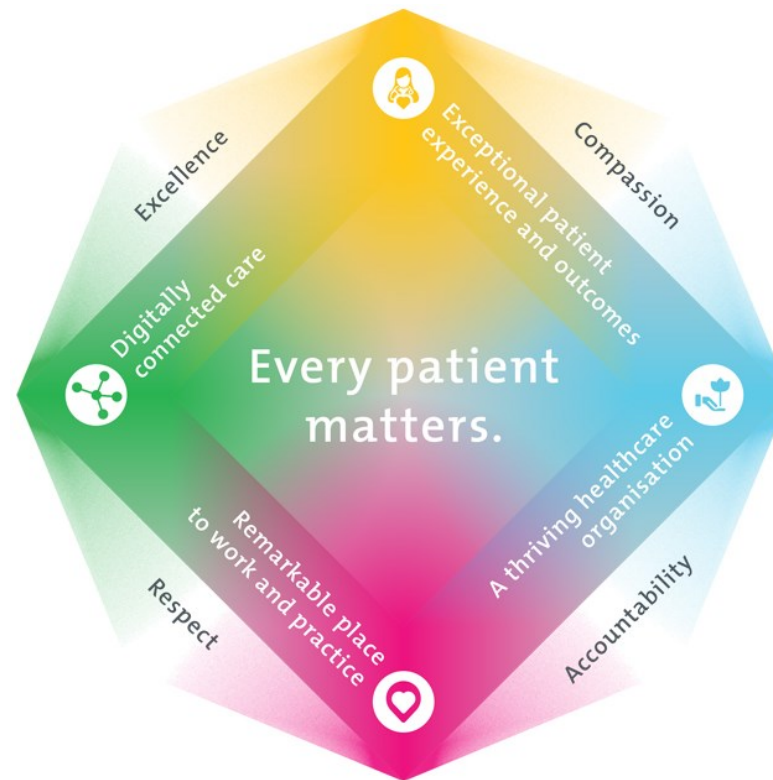 Excellence
Compassion
Exceptional patient
experience and outcomes
Digitally
connected care
Every patient
matters.
A thriving healthcare
organisation
Remarkable place
to work and practice
Respect
Accountability